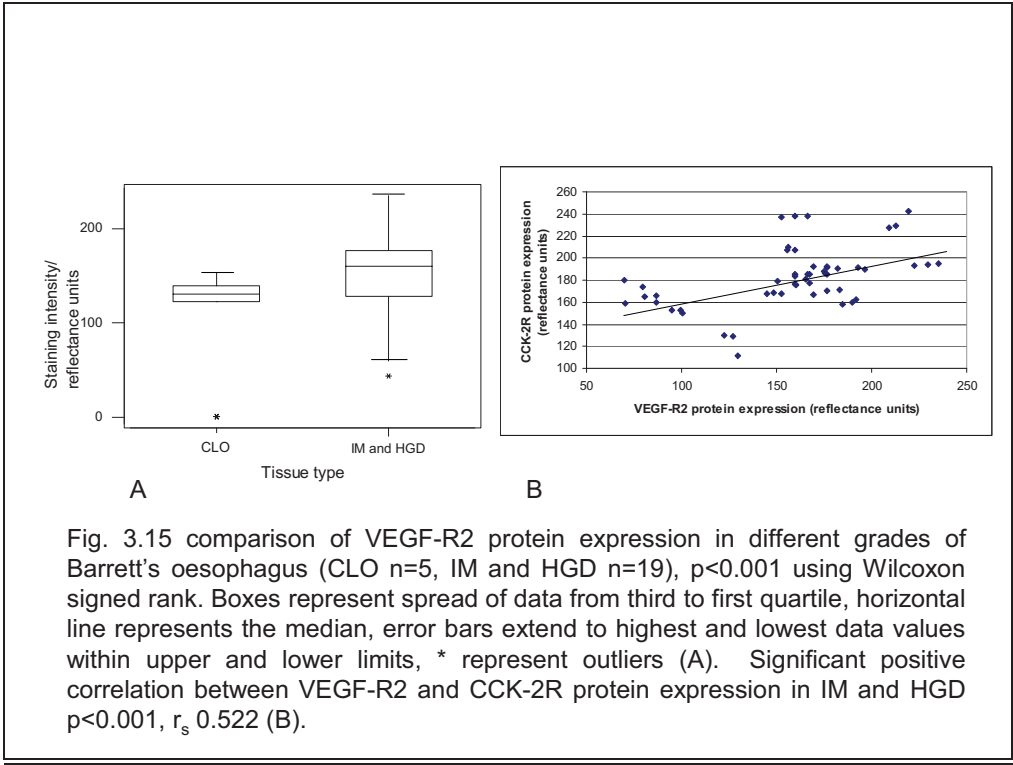 Staining intensity/
reflectance units
200
100
0
*
*
CLO
IM and HGD
Tissue type
A
CCK-2R protein expression
(reflectance units)
260
240
220
200
180
160
140
120
100
50
100
150
200
250
VEGF-R2 protein expression (reflectance units)
B
Fig. 3.15 comparison of VEGF-R2 protein expression in different grades of
Barrett's oesophagus (CLO n=5, IM and HGD n=19), p<0.001 using Wilcoxon
signed rank. Boxes represent spread of data from third to first quartile, horizontal
line represents the median, error bars extend to highest and lowest data values
within upper and lower limits, * represent outliers (A). Significant positive
correlation between VEGF-R2 and CCK-2R protein expression in IM and HGD
p<0.001, rs 0.522 (B).